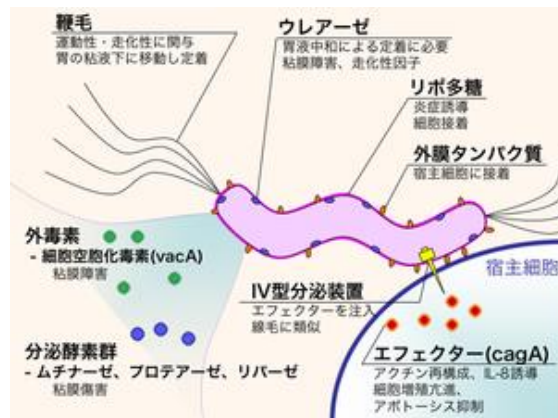 鞭毛
運動性・走化性に関与
胃の粘液下に移動し定着
ウレアーゼ
胃液中和による定着に必要
粘膜障害、走化性因子
リポ多糖
炎症誘導
細胞接着
外膜タンパク質
宿主細胞に接着
外毒素
- 細胞空胞化毒素(vacA)
粘膜障害
分泌酵素群
- ムチナーゼ、プロテアーゼ、リパーゼ
粘膜傷害
IV型分泌装置
エフェクターを注入
線毛に類似
宿主細胞
エフェクター(cagA)
アクチン再構成、IL-8誘導
細胞増殖亢進、
アポトーシス抑制